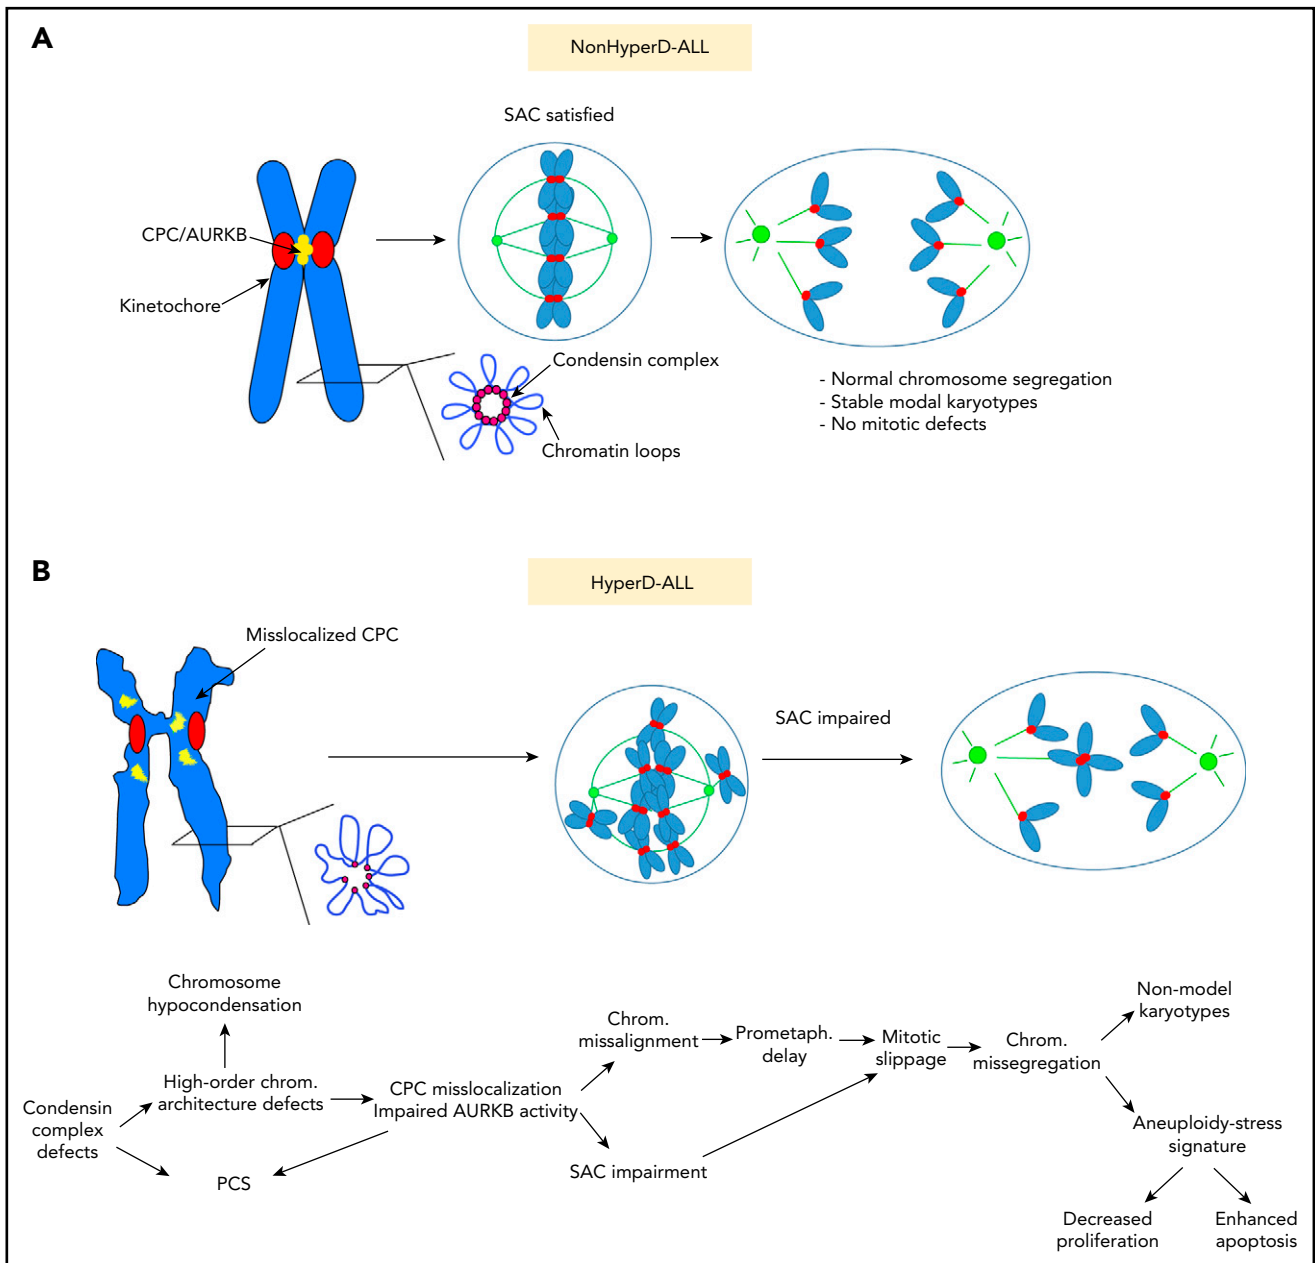 A
NonHyperD-ALL
SAC satisfied
CPC/AURKB
Kinetochore
Condensin complex
Chromatin loops
- Normal chromosome segregation
- Stable modal karyotypes
- No mitotic defects
B
HyperD-ALL
Misslocalized CPC
SAC impaired
Chromosome
hypocondensation
High-order chrom.
architecture defects
Condensin
complex
defects
PCS
CPC misslocalization
Impaired AURKB activity
Chrom.
missalignment
SAC impairment
Prometaph.
delay
Mitotic
slippage
Chrom.
missegregation
Non-model
karyotypes
Aneuploidy-stress
signature
Decreased
proliferation
Enhanced
apoptosis